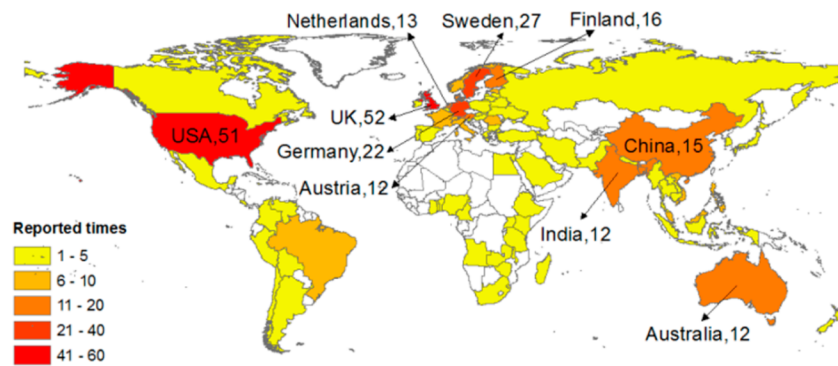 Netherlands,13
Sweden,27
Finland,16
USA,51
UK,52
China,15
Germany,22
Austria,12
India,12
Australia,12
Reported times
1 - 5
6 - 10
11 - 20
21 - 40
41 - 60